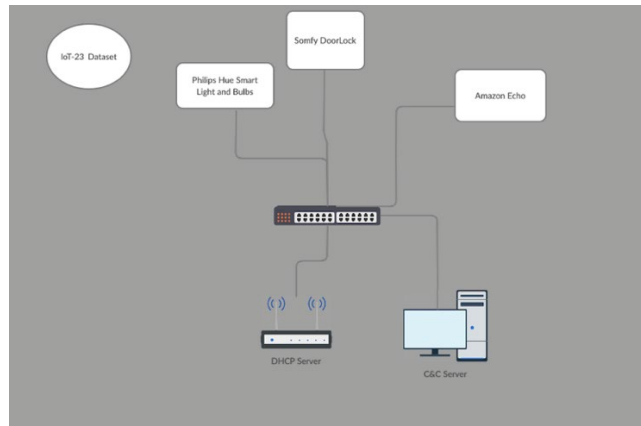 IoT-23 Dataset
Somfy DoorLock
Philips Hue Smart
Light and Bulbs
Amazon Echo
DHCP Server
C&C Server